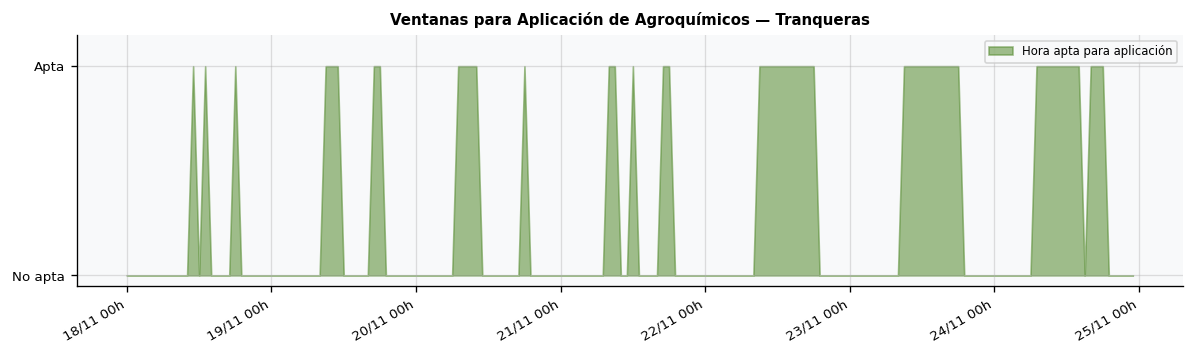 Ventanas para Aplicación de Agroquímicos — Tranqueras
Hora apta para aplicación
Apta
No apta
18/11 00h
19/11 00h
20/11 00h
21/11 00h
22/11 00h
23/11 00h
24/11 00h
25/11 00h